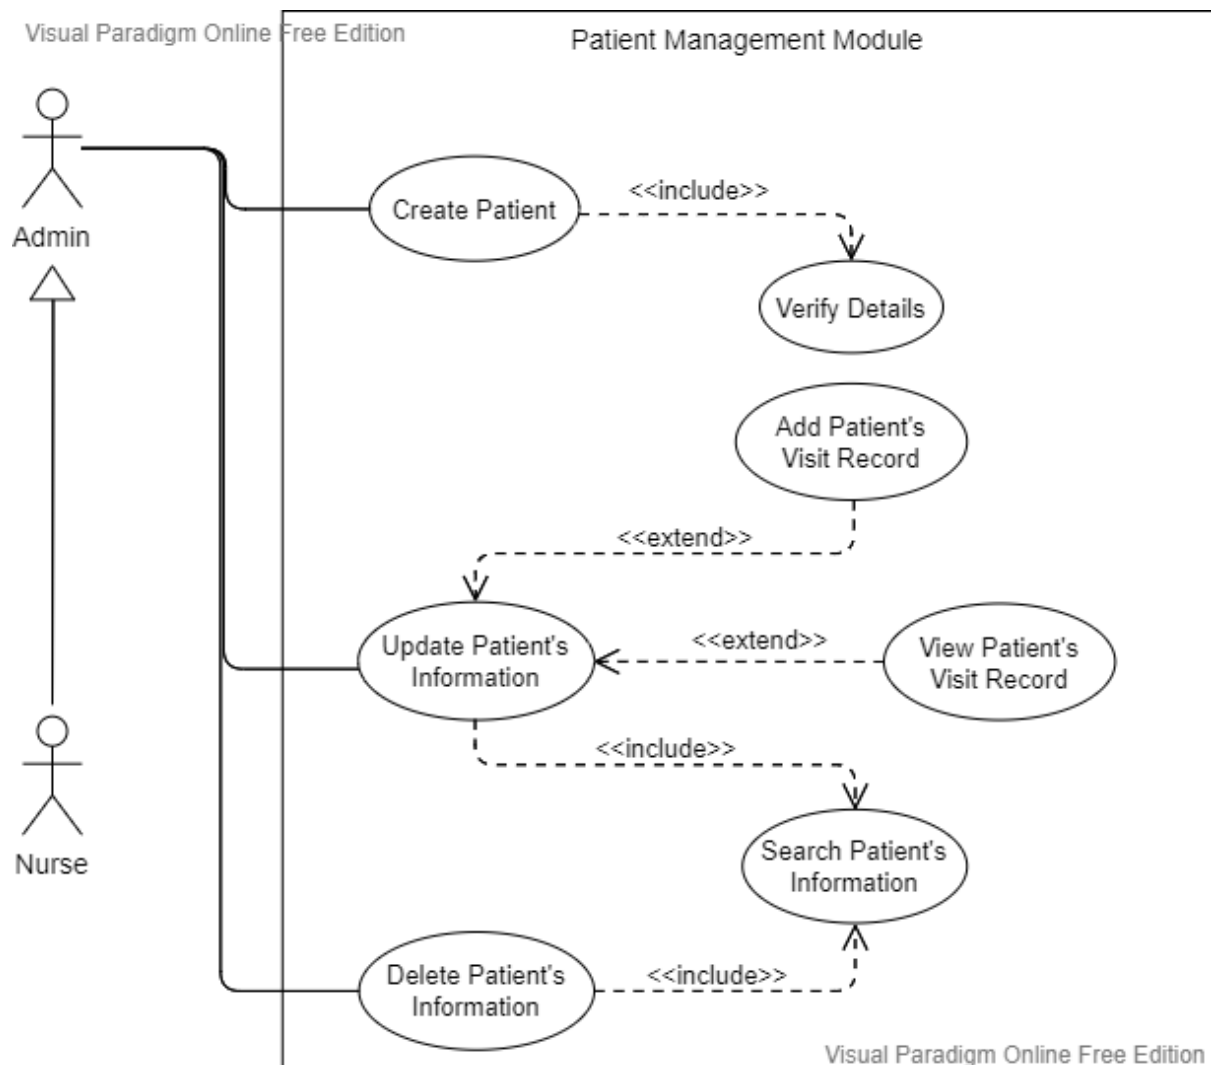 Visual Paradigm Online Free Edition
Patient Management Module
Admin
Create Patient
<<include>>
Verify Details
Add Patient's
Visit Record
<<extend>>
Update Patient's
Information
<<extend>>
View Patient's
Visit Record
<<include>>
Nurse
Search Patient's
Information
Delete Patient's
Information
<<include>>
Visual Paradigm Online Free Edition